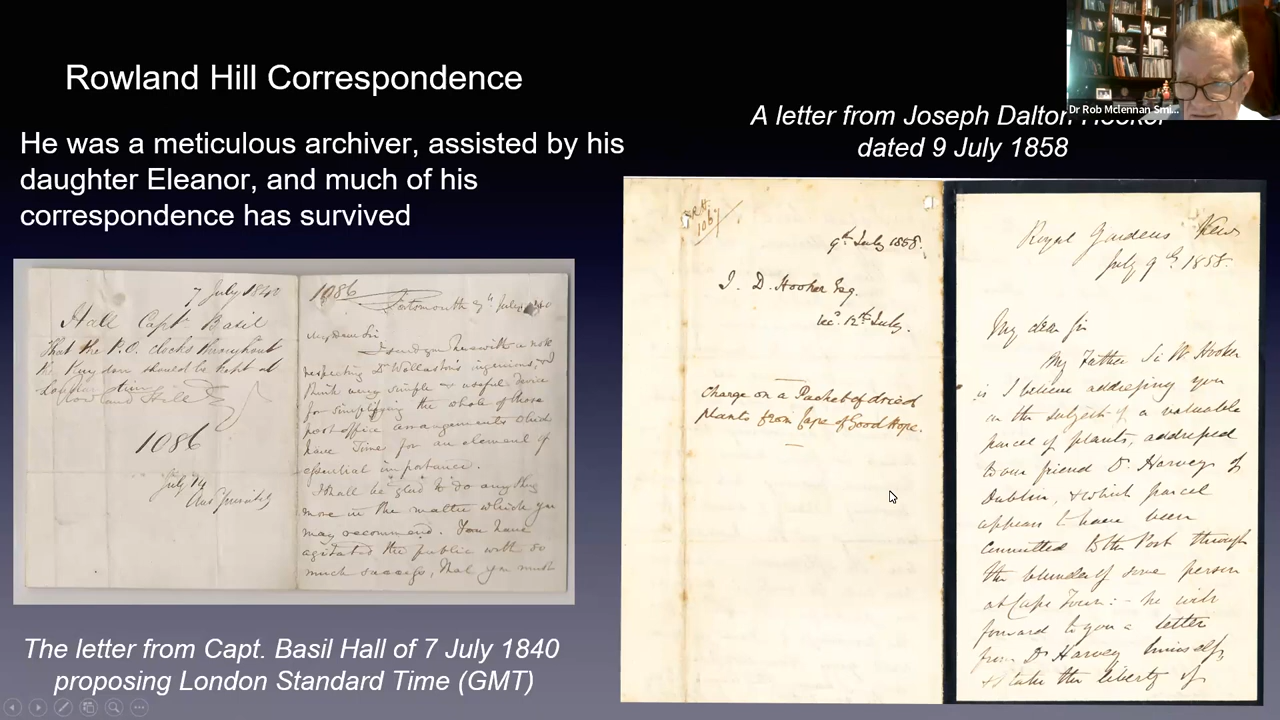 Rowland Hill Correspondence
He was a meticulous archiver, assisted by his
daughter Eleanor, and much of his
correspondence has survived
7 July 1840
Hall Capt. Basil
That the P.O. clocks throughout
should be kept at
London time
Rowland Hill
1086
July 14
1086
Portsmouth 7th July 1840
My Dear Sir
I send you herewith a note
respecting Dr Wollaston's ingenious, and
I think very simple & useful device
for simplifying the whole of those
post office arrangements which
have Time for an element of
essential importance.
I shall be glad to do any thing
more in the matter which you
may recommend. You have
agitated the public with so
much success, that you must
The letter from Capt. Basil Hall of 7 July 1840
proposing London Standard Time (GMT)
Dr Rob Mclennan Smi...
A letter from Joseph Dalton Hooker
dated 9 July 1858
9th July 1858.
J. D. Hooker Esq.
rec. 12th July.
Charge on a Packet of dried
plants from Cape of Good Hope.
Royal Gardens Kew
July 9th 1858.
My dear Sir
My Father Sir W Hooker
is I believe addressing you
on the subject of a valuable
parcel of plants, addressed
to our friend Dr. Harvey of
Dublin, & which parcel
appears to have been
committed to the Post through
the blunder of some person
at Cape Town:- he will
forward to you a letter
from Dr Harvey himself,
& I take the liberty of